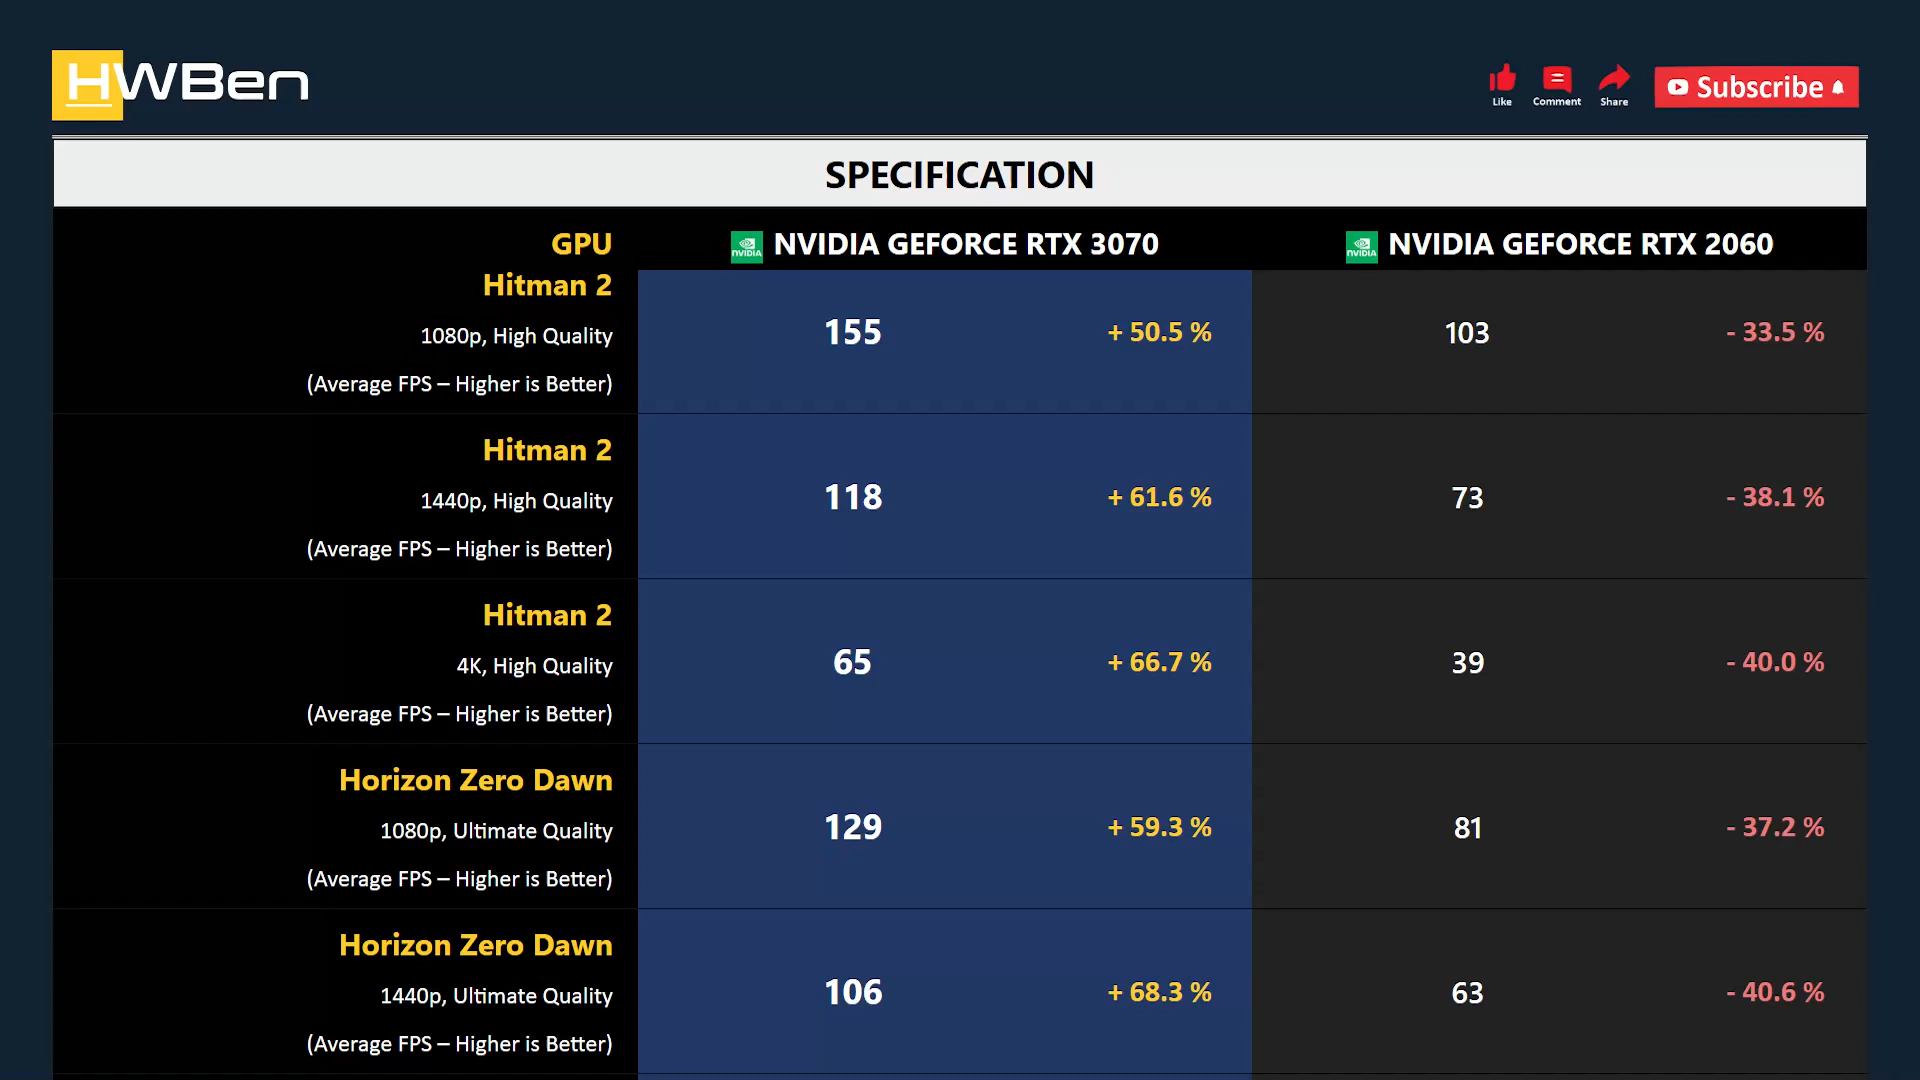 HWBen
Like Comment Share Subscribe
SPECIFICATION
GPU NVIDIA NVIDIA GEFORCE RTX 3070 NVIDIA NVIDIA GEFORCE RTX 2060
Hitman 2
1080p, High Quality 155 + 50.5 % 103 - 33.5 %
(Average FPS – Higher is Better)
Hitman 2
1440p, High Quality 118 + 61.6 % 73 - 38.1 %
(Average FPS – Higher is Better)
Hitman 2
4K, High Quality 65 + 66.7 % 39 - 40.0 %
(Average FPS – Higher is Better)
Horizon Zero Dawn
1080p, Ultimate Quality 129 + 59.3 % 81 - 37.2 %
(Average FPS – Higher is Better)
Horizon Zero Dawn
1440p, Ultimate Quality 106 + 68.3 % 63 - 40.6 %
(Average FPS – Higher is Better)